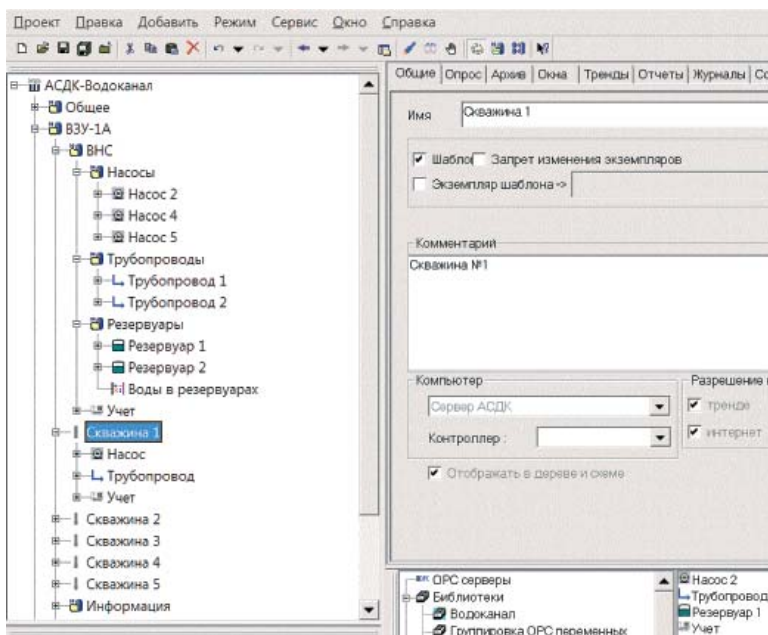 Проект Правка Добавить Режим Сервис Окно Справка
АСДК-Водоканал
Общее
ВЗУ-1А
ВНС
Насосы
Насос 2
Насос 4
Насос 5
Трубопроводы
Трубопровод 1
Трубопровод 2
Резервуары
Резервуар 1
Резервуар 2
Воды в резервуарах
Учет
Скважина 1
Насос
Трубопровод
Учет
Скважина 2
Скважина 3
Скважина 4
Скважина 5
Информация
Общие Опрос Архив Окна Тренды Отчеты Журналы Со
Имя Скважина 1
Шабло Запрет изменения экземпляров
Экземпляр шаблона ->
Комментарий
Скважина №1
Компьютер Разрешение
Сервер АСДК тренде
Контроллер : интернет
Отображать в дереве и схеме
OPC серверы
Библиотеки
Водоканал
Группировка OPC переменных
Насос 2
Трубопровод
Резервуар 1
Учет